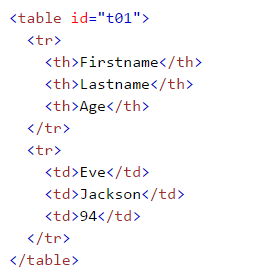 <table id="t01">
  <tr>
    <th>Firstname</th>
    <th>Lastname</th>
    <th>Age</th>
  </tr>
  <tr>
    <td>Eve</td>
    <td>Jackson</td>
    <td>94</td>
  </tr>
</table>